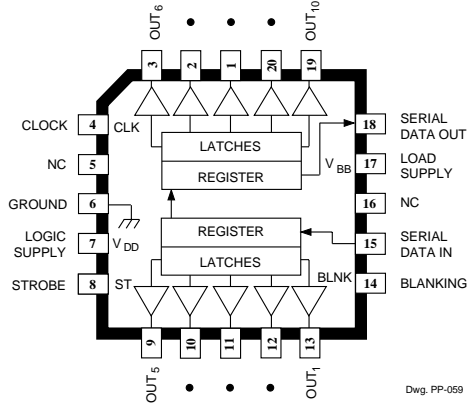 OUT6
OUT10
3
2
1
20
19
CLOCK 4 CLK
18 SERIAL DATA OUT
LATCHES
NC 5
VBB 17 LOAD SUPPLY
REGISTER
GROUND 6
16 NC
REGISTER
LOGIC SUPPLY 7 VDD
15 SERIAL DATA IN
LATCHES
STROBE 8 ST
BLNK 14 BLANKING
9
10
11
12
13
OUT5
OUT1
Dwg. PP-059